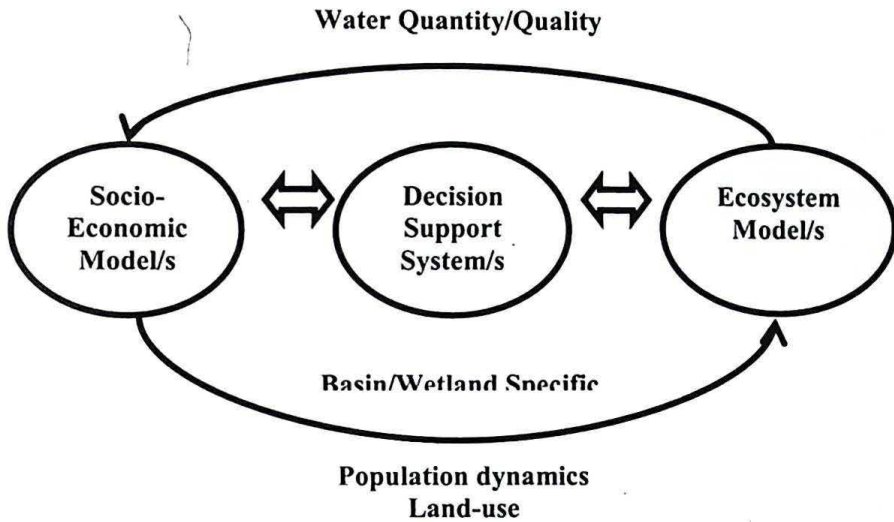 Water Quantity/Quality
Socio-
Economic
Model/s
Decision
Support
System/s
Ecosystem
Model/s
Basin/Wetland Specific
Population dynamics
Land-use